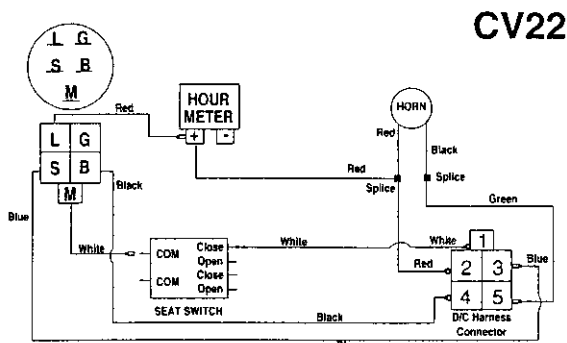 CV22
L G
S B
M
HOUR
METER
+ -
HORN
Red
Red
Black
L G
S B
M
Red
Splice
Splice
Black
Green
Blue
White
COM
Close
Open
COM
Close
Open
SEAT SWITCH
White
White
1
Red
2 3
Blue
4 5
Black
D/C Harness
Connector